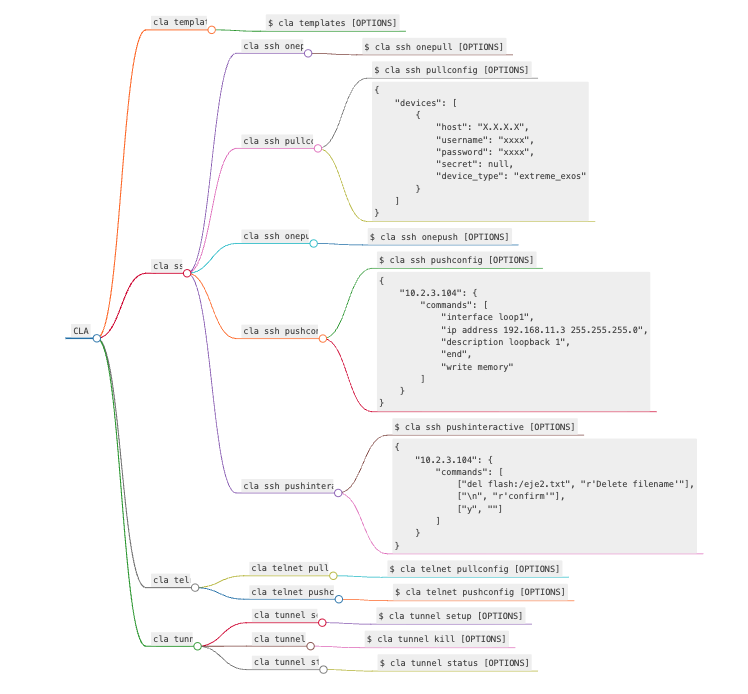 cla templat
$ cla templates [OPTIONS]
cla ssh onep
$ cla ssh onepull [OPTIONS]
$ cla ssh pullconfig [OPTIONS]
cla ssh pullco
{
"devices": [
{
"host": "X.X.X.X",
"username": "xxxx",
"password": "xxxx",
"secret": null,
"device_type": "extreme_exos"
}
]
}
cla ssh onepu
$ cla ssh onepush [OPTIONS]
cla ss
$ cla ssh pushconfig [OPTIONS]
cla ssh pushcon
{
"10.2.3.104": {
"commands": [
"interface loop1",
"ip address 192.168.11.3 255.255.255.0",
"description loopback 1",
"end",
"write memory"
]
}
}
CLA
$ cla ssh pushinteractive [OPTIONS]
cla ssh pushintera
{
"10.2.3.104": {
"commands": [
["del flash:/eje2.txt", "r'Delete filename'"],
["\n", "r'confirm'"],
["y", ""]
]
}
}
cla tel
cla telnet pull
$ cla telnet pullconfig [OPTIONS]
cla telnet pushc
$ cla telnet pushconfig [OPTIONS]
cla tunn
cla tunnel se
$ cla tunnel setup [OPTIONS]
cla tunnel
$ cla tunnel kill [OPTIONS]
cla tunnel st
$ cla tunnel status [OPTIONS]